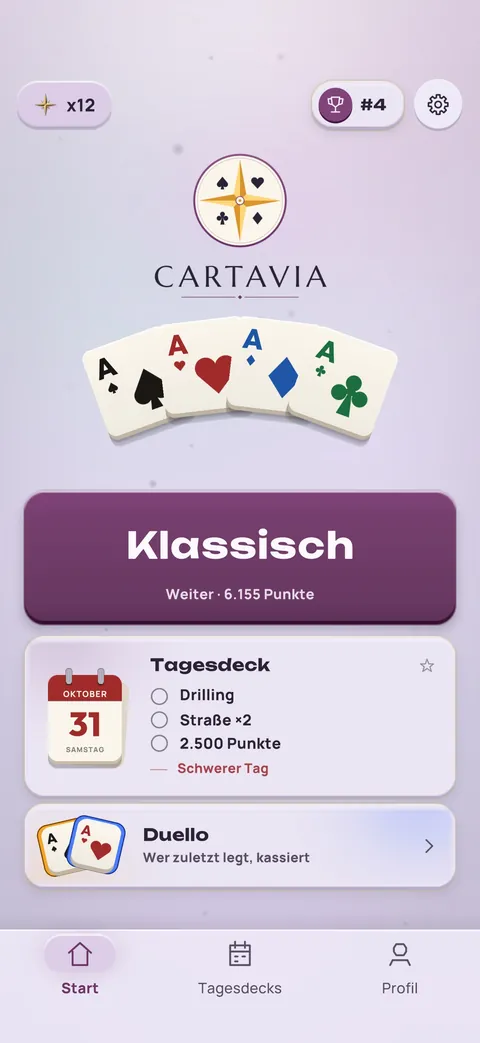 x12
#4
CARTAVIA
A
A
A
A
Klassisch
Weiter · 6.155 Punkte
Tagesdeck
OKTOBER
31
SAMSTAG
Drilling
Straße ×2
2.500 Punkte
— Schwerer Tag
A
A
Duello
Wer zuletzt legt, kassiert
Start
Tagesdecks
Profil